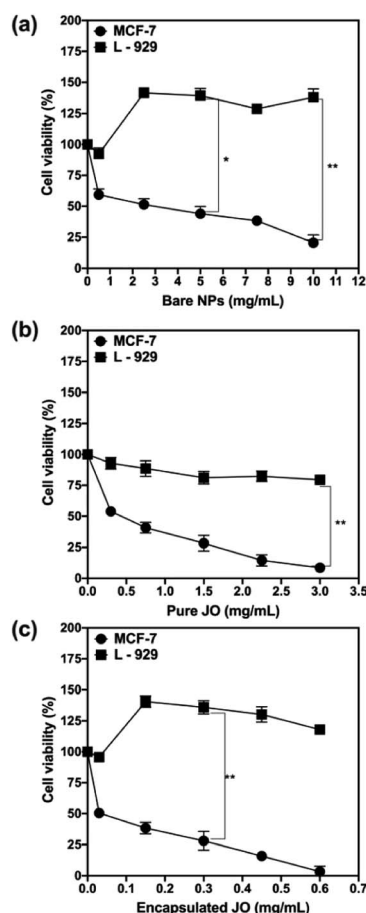 (a)
MCF-7
L - 929
Cell viability (%)
200
175
150
125
100
75
50
25
0
*
**
0 1 2 3 4 5 6 7 8 9 10 11 12
Bare NPs (mg/mL)
(b)
MCF-7
L - 929
Cell viability (%)
200
175
150
125
100
75
50
25
0
**
0.0 0.5 1.0 1.5 2.0 2.5 3.0 3.5
Pure JO (mg/mL)
(c)
MCF-7
L - 929
Cell viability (%)
200
175
150
125
100
75
50
25
0
**
0.0 0.1 0.2 0.3 0.4 0.5 0.6 0.7
Encapsulated JO (mg/mL)